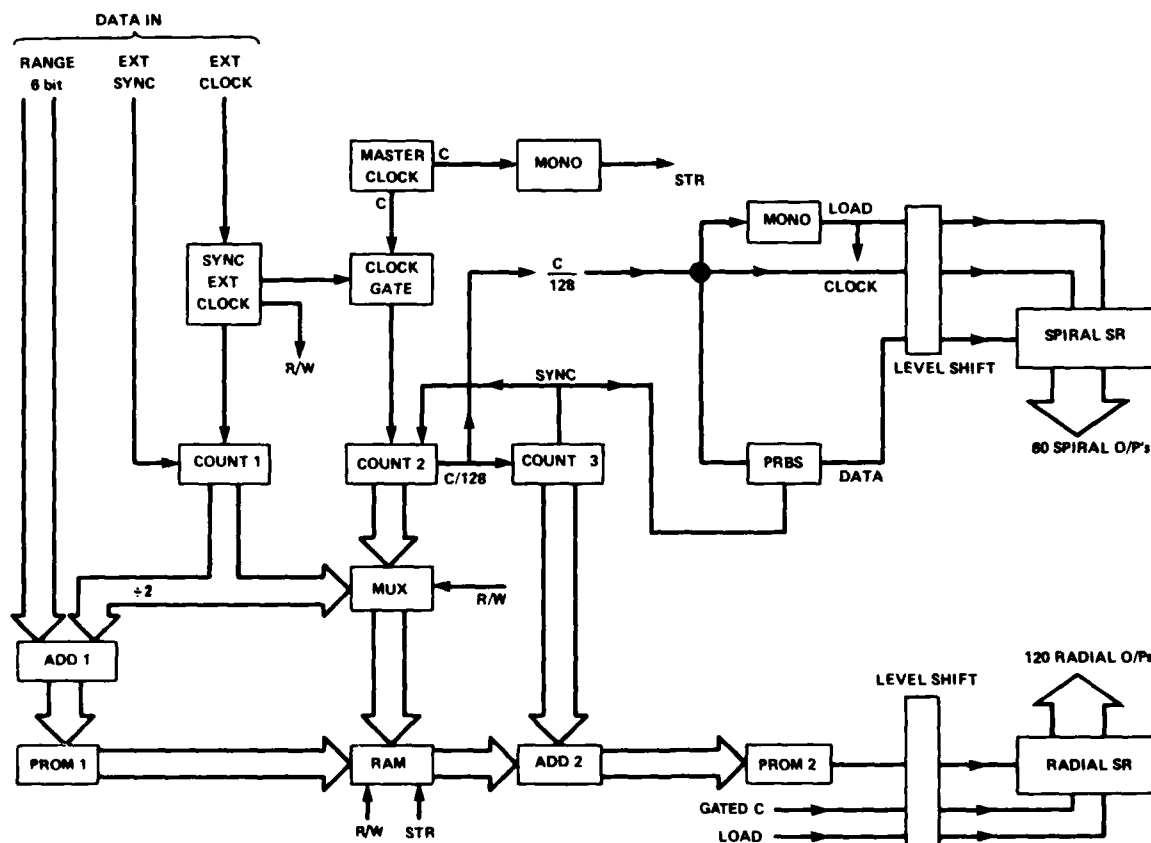 DATA IN
RANGE
6 bit
EXT
SYNC
EXT
CLOCK
MASTER
CLOCK
C
C
MONO
STR
SYNC
EXT
CLOCK
R/W
CLOCK
GATE
C
128
MONO
LOAD
CLOCK
LEVEL SHIFT
SPIRAL SR
80 SPIRAL O/P's
SYNC
COUNT 1
COUNT 2
C/128
COUNT 3
PRBS
DATA
÷2
MUX
R/W
ADD 1
PROM 1
RAM
R/W
STR
ADD 2
PROM 2
GATED C
LOAD
LEVEL SHIFT
120 RADIAL O/Ps
RADIAL SR